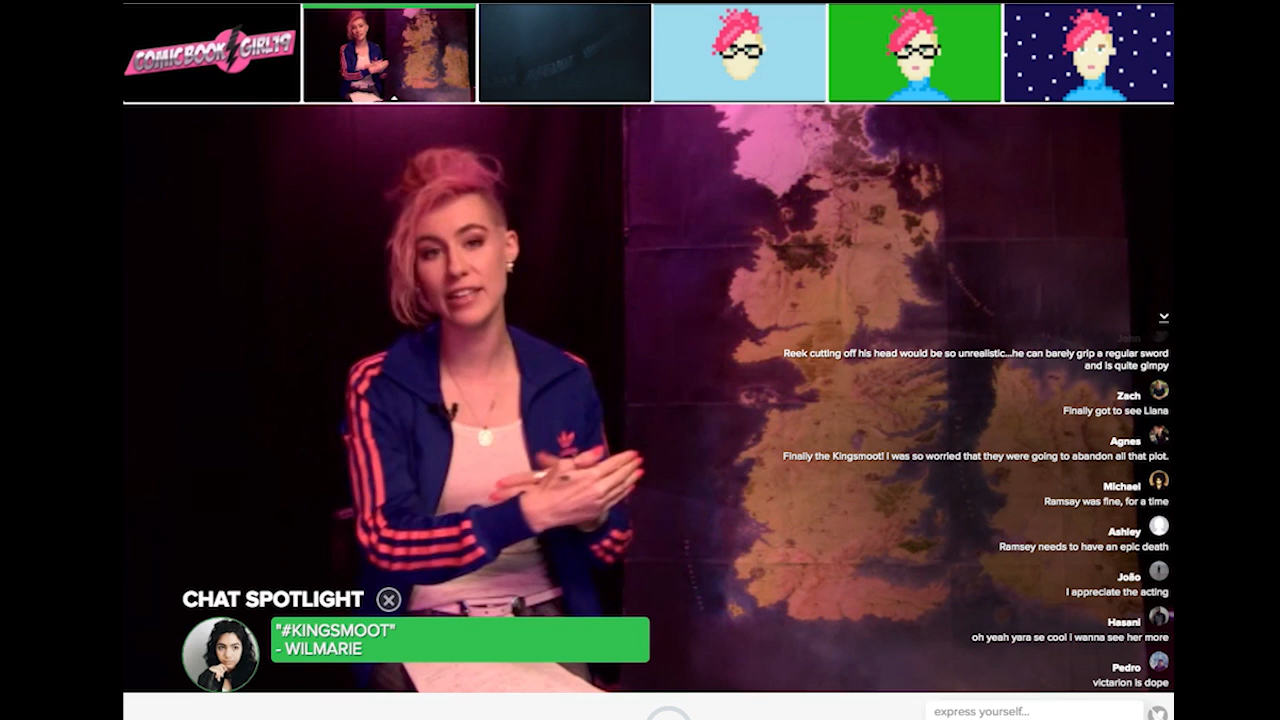 COMICBOOK GIRL19
John
Reek cutting off his head would be so unrealistic...he can barely grip a regular sword
and is quite gimpy
Zach
Finally got to see Liana
Agnes
Finally the Kingsmoot! I was so worried that they were going to abandon all that plot.
Michael
Ramsay was fine, for a time
Ashley
Ramsey needs to have an epic death
João
I appreciate the acting
Hasani
oh yeah yara se cool i wanna see her more
Pedro
victarion is dope
CHAT SPOTLIGHT
"#KINGSMOOT"
- WILMARIE
express yourself...